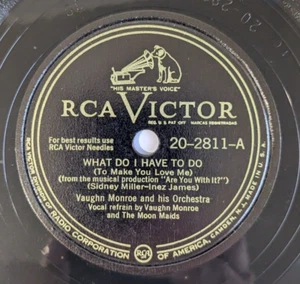 "HIS MASTER'S VOICE"
RCA VICTOR
REG. U S PAT OFF MARCAS REGISTRADAS
For best results use
RCA Victor Needles
20-2811-A
WHAT DO I HAVE TO DO
(To Make You Love Me)
(from the musical production "Are You With It?")
(Sidney Miller-Inez James)
Vaughn Monroe and his Orchestra
Vocal refrain by Vaughn Monroe
and The Moon Maids
RADIO CORPORATION OF AMERICA, CAMDEN, N.J. MADE IN U.S.A.
RCA